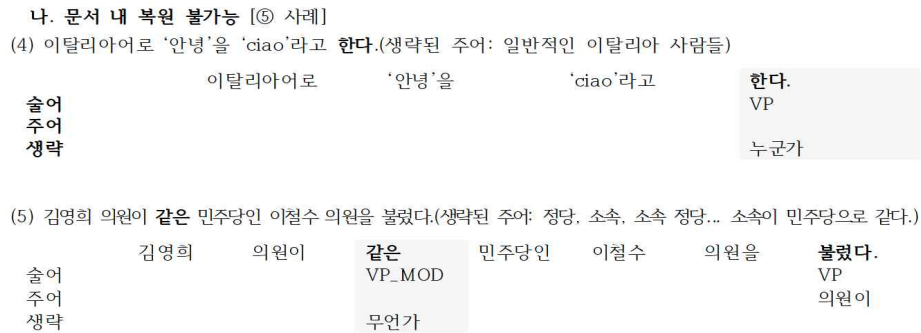 나. 문서 내 복원 불가능 [⑤ 사례]
(4) 이탈리아어로 ‘안녕’을 ‘ciao’라고 한다.(생략된 주어: 일반적인 이탈리아 사람들)
이탈리아어로 ‘안녕’을 ‘ciao’라고 한다.
술어 VP
주어
생략 누군가
(5) 김영희 의원이 같은 민주당인 이철수 의원을 불렀다.(생략된 주어: 정당, 소속, 소속 정당... 소속이 민주당으로 같다.)
김영희 의원이 같은 민주당인 이철수 의원을 불렀다.
술어 VP_MOD VP
주어 의원이
생략 무언가